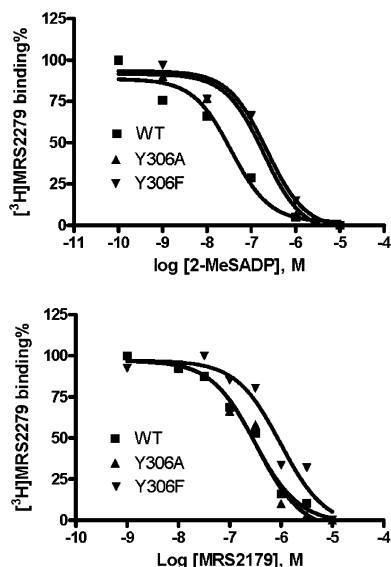 125
100
75
50
25
0
[³H]MRS2279 binding%
WT
Y306A
Y306F
-11 -10 -9 -8 -7 -6 -5 -4
log [2-MeSADP], M
125
100
75
50
25
0
[³H]MRS2279 binding%
WT
Y306A
Y306F
-10 -9 -8 -7 -6 -5 -4
Log [MRS2179], M